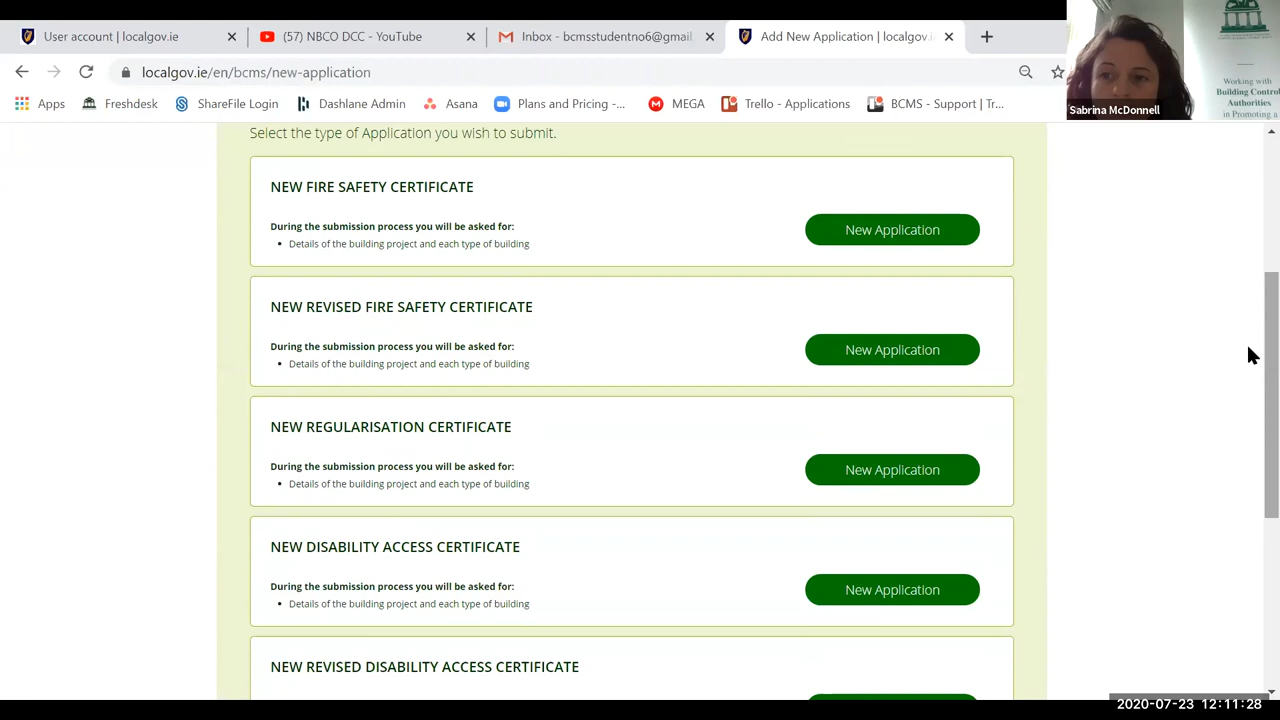 User account | localgov.ie
(57) NBCO DCC - YouTube
Inbox - bcmsstudentno6@gmail.
Add New Application | localgov.ie
localgov.ie/en/bcms/new-application
Apps
Freshdesk
ShareFile Login
Dashlane Admin
Asana
Plans and Pricing -...
MEGA
Trello - Applications
BCMS - Support | Tr...
Working with
Building Control
Authorities
in Promoting a
Sabrina McDonnell
Select the type of Application you wish to submit.
NEW FIRE SAFETY CERTIFICATE
During the submission process you will be asked for:
• Details of the building project and each type of building
New Application
NEW REVISED FIRE SAFETY CERTIFICATE
During the submission process you will be asked for:
• Details of the building project and each type of building
New Application
NEW REGULARISATION CERTIFICATE
During the submission process you will be asked for:
• Details of the building project and each type of building
New Application
NEW DISABILITY ACCESS CERTIFICATE
During the submission process you will be asked for:
• Details of the building project and each type of building
New Application
NEW REVISED DISABILITY ACCESS CERTIFICATE
2020-07-23 12:11:28